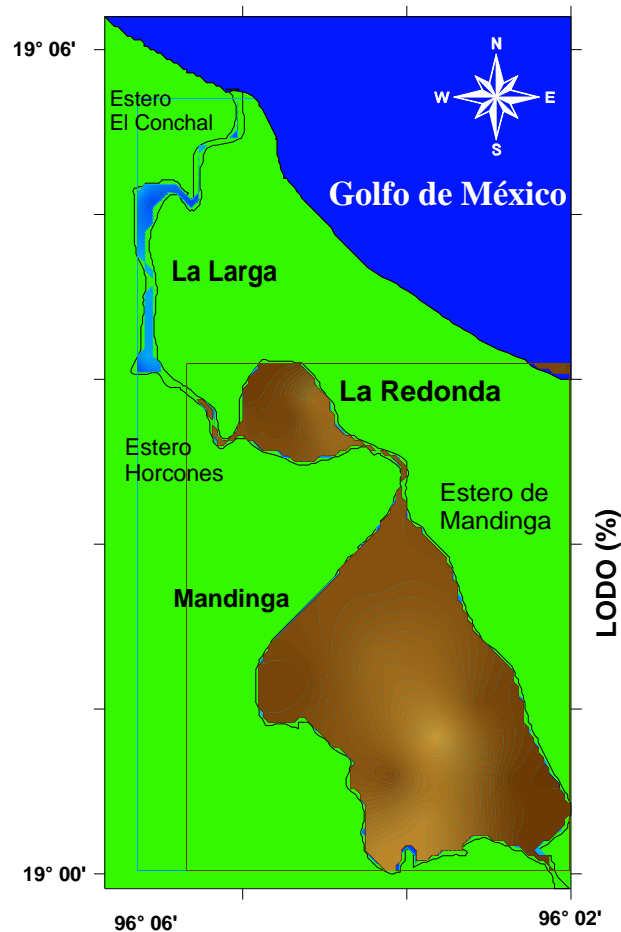 19° 06'
N
W
E
S
Estero
El Conchal
Golfo de México
La Larga
La Redonda
Estero
Horcones
Estero de
Mandinga
Mandinga
LODO (%)
19° 00'
96° 06'
96° 02'